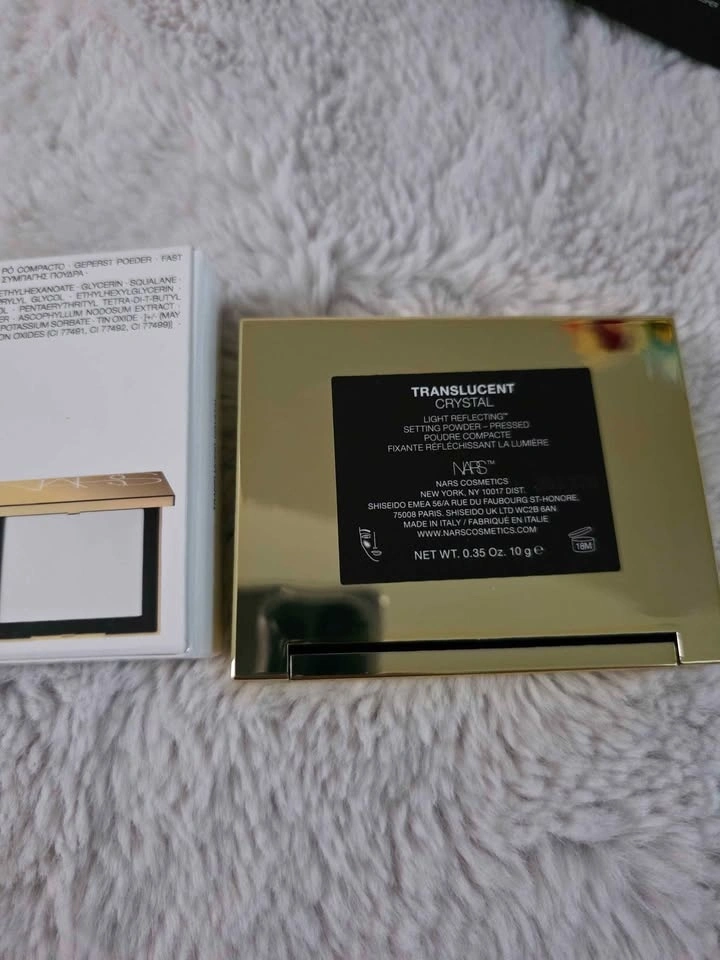 PÓ COMPACTO · GEPERST POEDER · FAST
ΣΥΜΠΑΓΗΣ ΠΟΥΔΡΑ ·
ETHYLHEXANOATE · GLYCERIN · SQUALANE ·
PRYLYL GLYCOL · ETHYLHEXYLGLYCERIN ·
OL · PENTAERYTHRITYL TETRA-DI-T-BUTYL
ER · ASCOPHYLLUM NODOSUM EXTRACT ·
POTASSIUM SORBATE · TIN OXIDE · [+/- (MAY
ON OXIDES (CI 77491, CI 77492, CI 77499)]
NARS
TRANSLUCENT
CRYSTAL
LIGHT REFLECTING™
SETTING POWDER – PRESSED
POUDRE COMPACTE
FIXANTE RÉFLÉCHISSANT LA LUMIÈRE
NARS™
NARS COSMETICS
NEW YORK, NY 10017 DIST.
SHISEIDO EMEA 56/A RUE DU FAUBOURG ST-HONORE,
75008 PARIS. SHISEIDO UK LTD WC2B 6AN
MADE IN ITALY / FABRIQUÉ EN ITALIE
WWW.NARSCOSMETICS.COM
NET WT. 0.35 Oz. 10 g ℮
18M